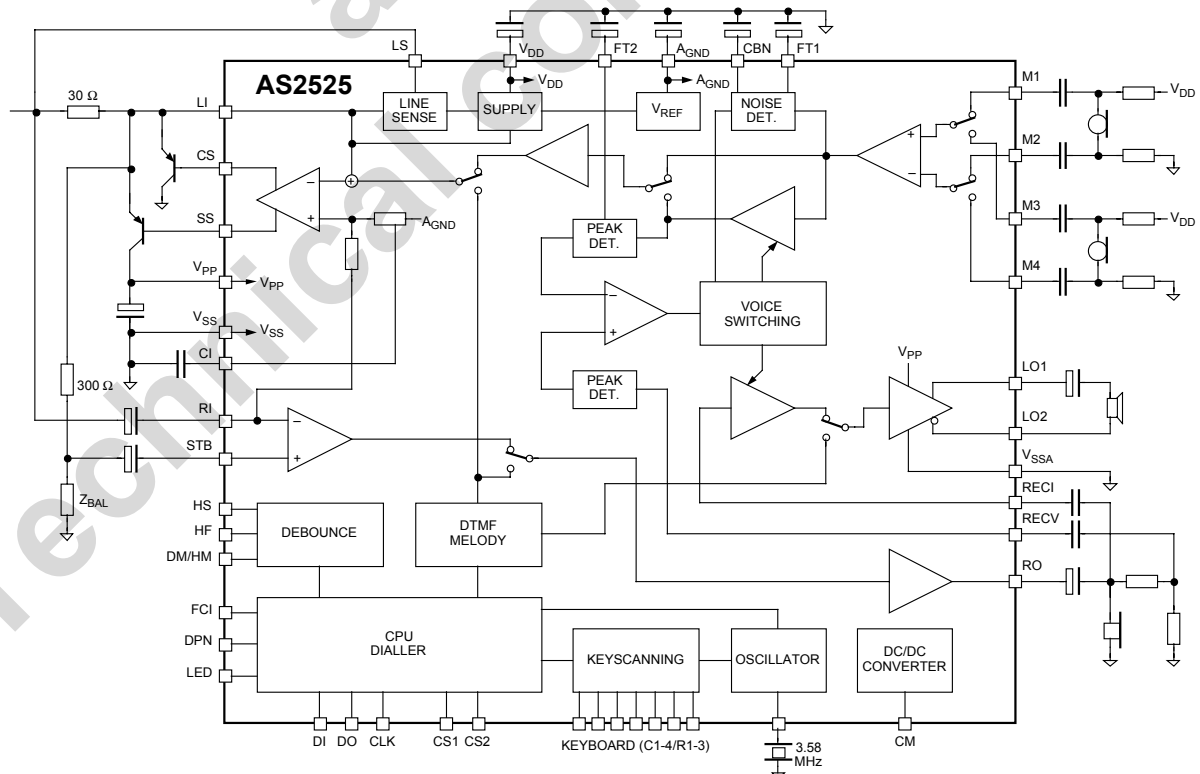 LS
V_DD
FT2
A_GND
CBN
FT1
AS2525
V_DD
A_GND
M1
V_DD
30 Ω
LI
LINE SENSE
SUPPLY
V_REF
NOISE DET.
M2
CS
+
−
−
+
M3
V_DD
SS
+
A_GND
PEAK DET.
M4
V_PP
V_PP
−
+
VOICE SWITCHING
V_SS
V_SS
CI
V_PP
LO1
300 Ω
PEAK DET.
RI
−
LO2
STB
+
V_SSA
Z_BAL
RECI
HS
RECV
HF
DEBOUNCE
DTMF MELODY
DM/HM
RO
FCI
CPU DIALLER
DPN
KEYSCANNING
OSCILLATOR
DC/DC CONVERTER
LED
DI
DO
CLK
CS1
CS2
KEYBOARD (C1-4/R1-3)
3.58 MHz
CM
Technical co
a